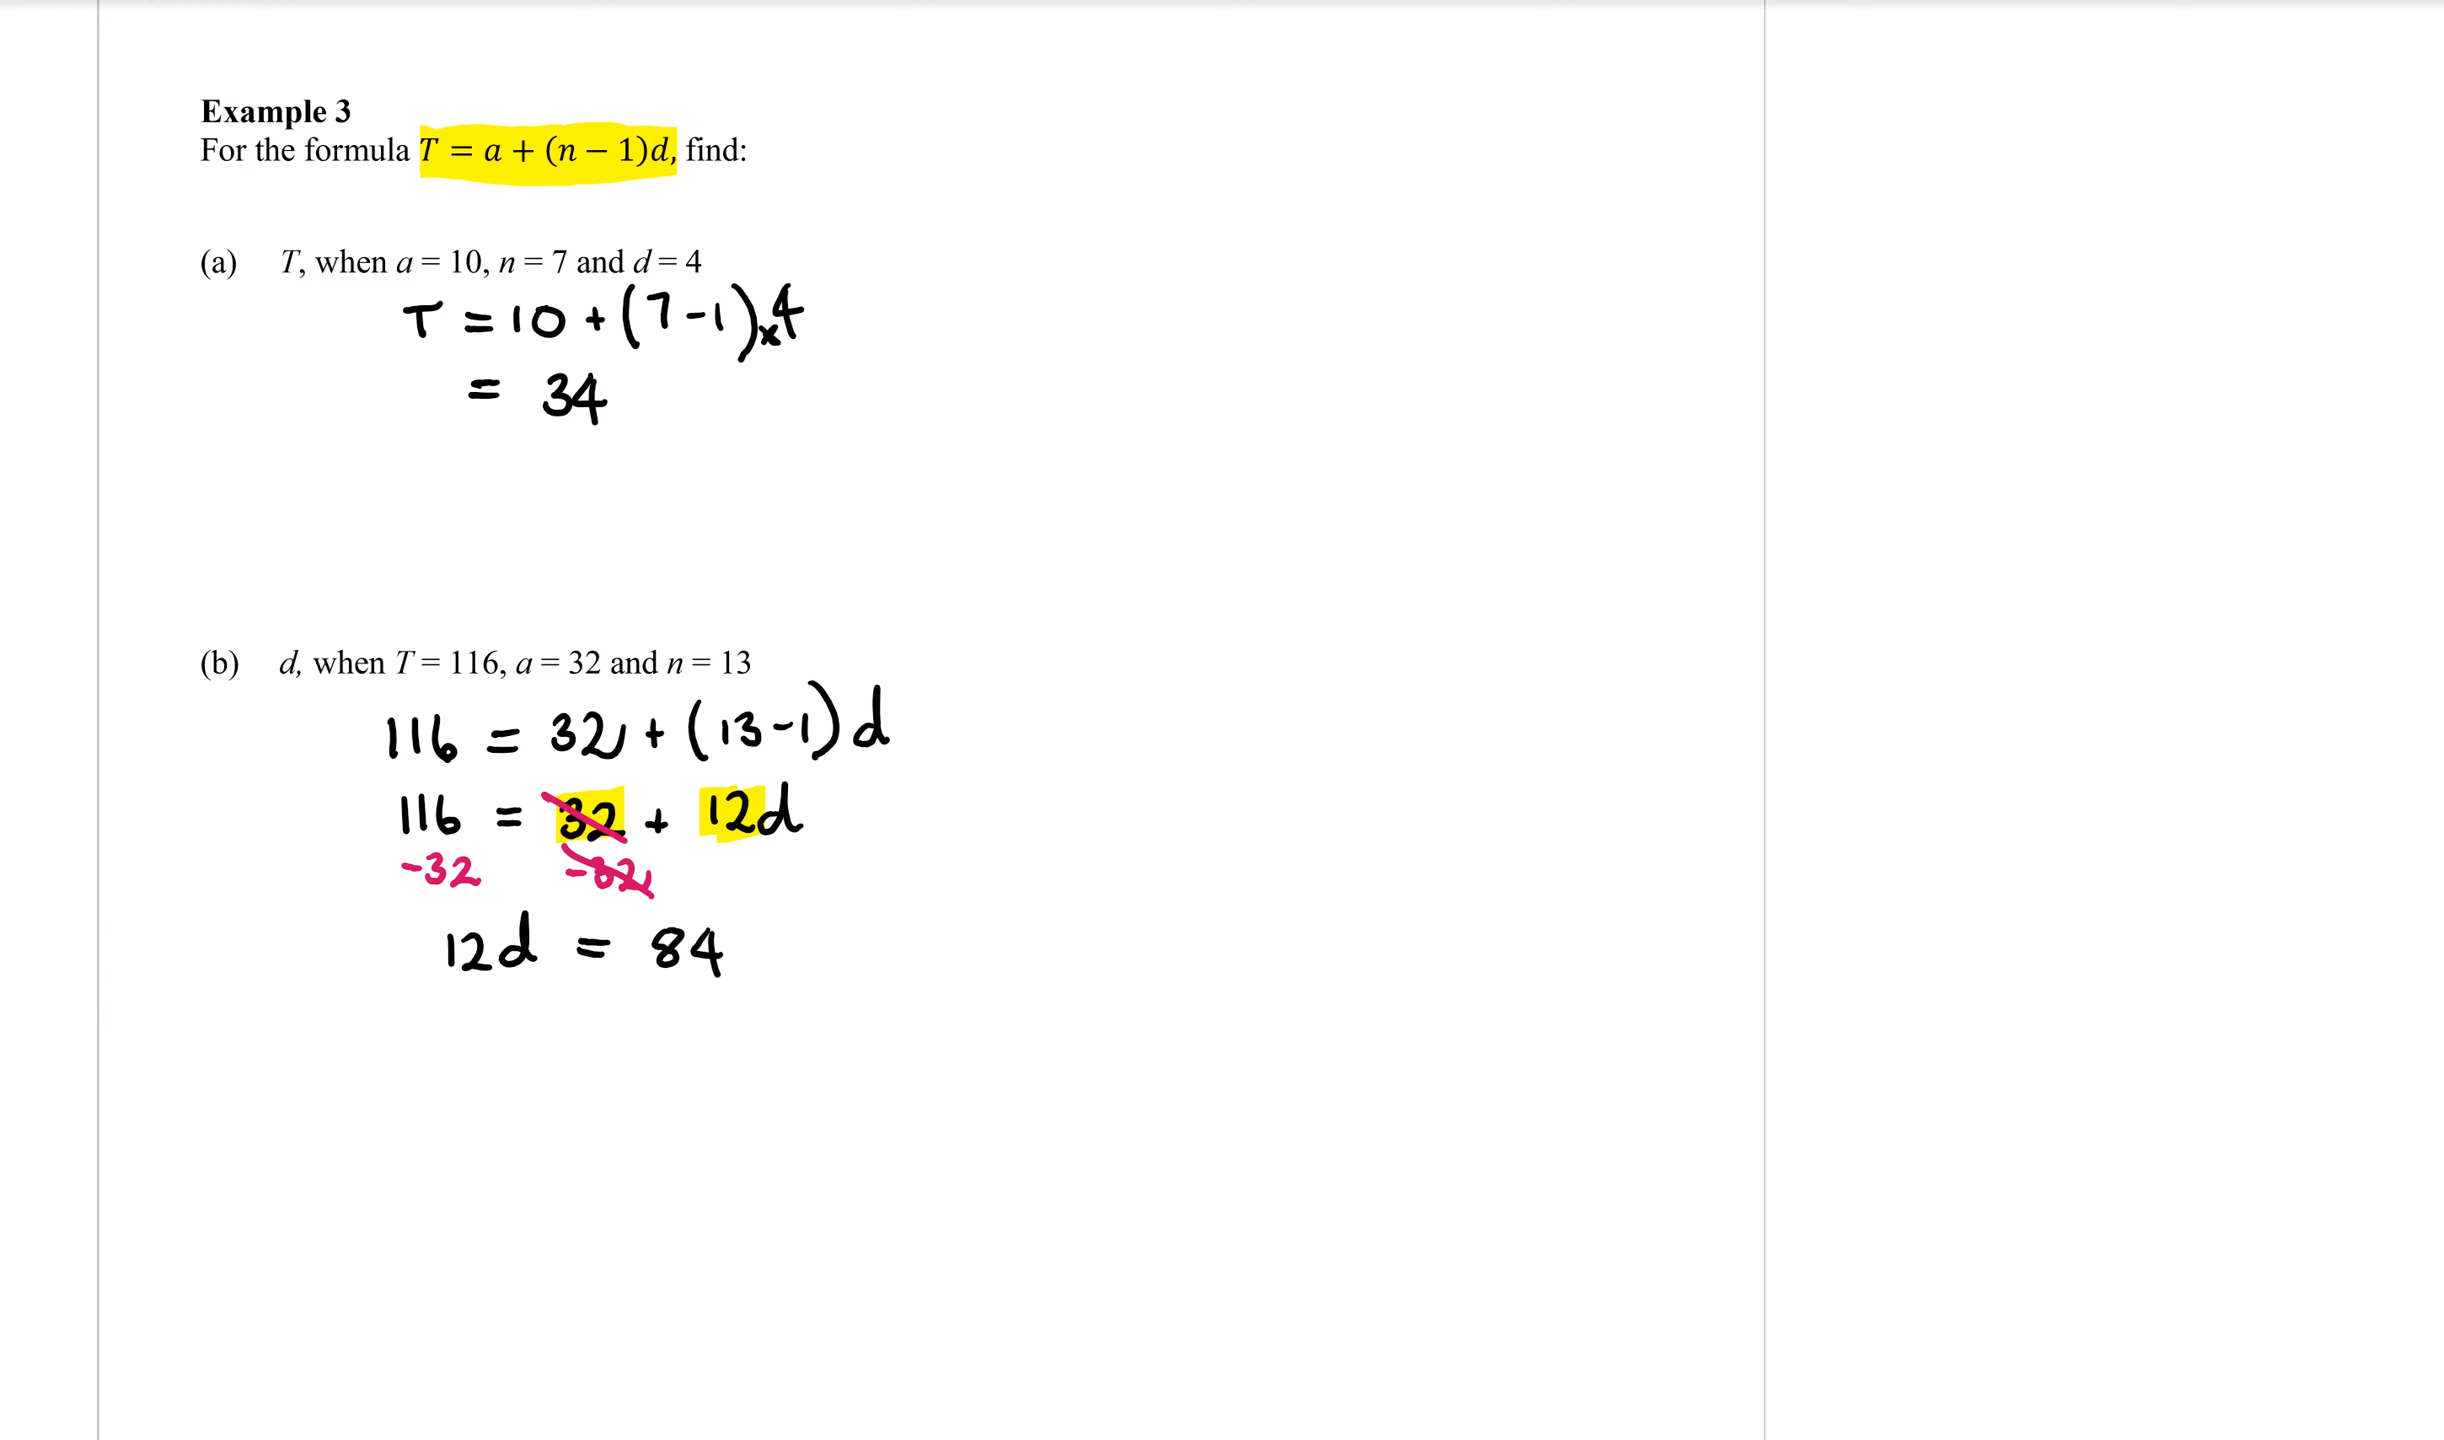 Example 3
For the formula T = a + (n − 1)d, find:
(a) T, when a = 10, n = 7 and d = 4
T = 10 + (7-1)×4
= 34
(b) d, when T = 116, a = 32 and n = 13
116 = 32 + (13-1)d
116 = 32 + 12d
-32 -32
12d = 84